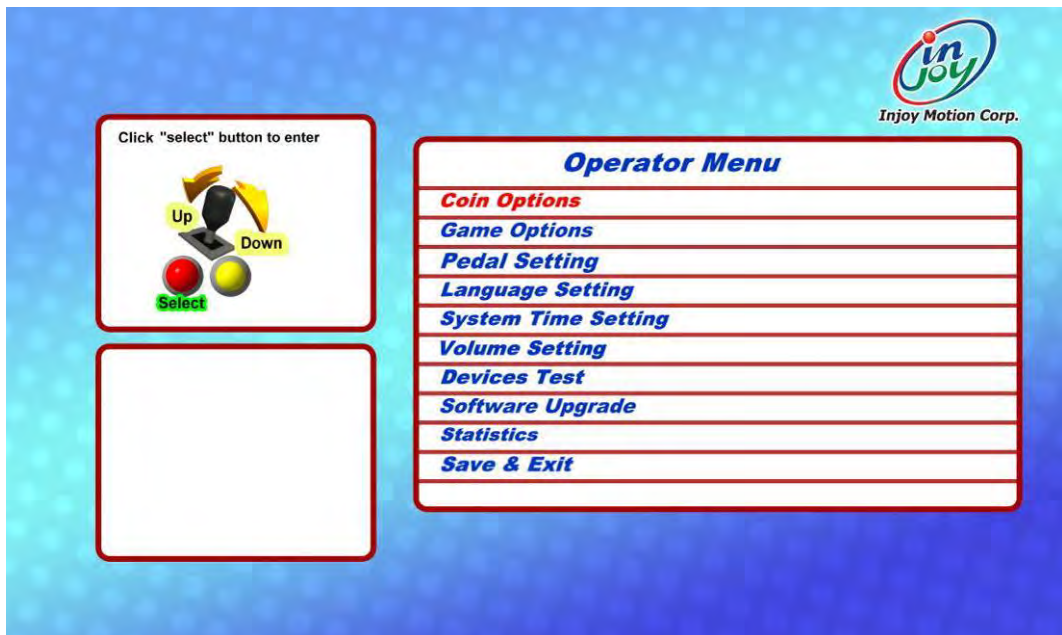 in
joy
Injoy Motion Corp.
Click "select" button to enter
Up
Down
Select
Operator Menu
Coin Options
Game Options
Pedal Setting
Language Setting
System Time Setting
Volume Setting
Devices Test
Software Upgrade
Statistics
Save & Exit